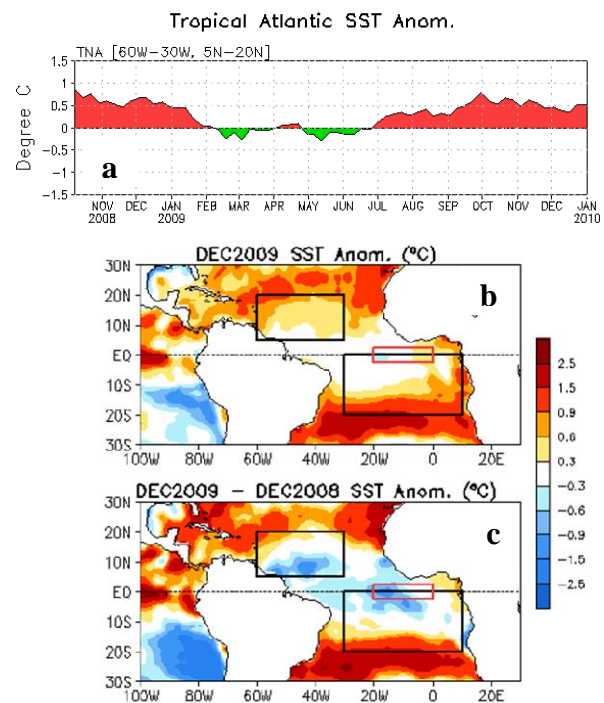 Tropical Atlantic SST Anom.
TNA [60W-30W, 5N-20N]
Degree C
1.5
1
0.5
0
-0.5
-1
-1.5
a
NOV DEC JAN FEB MAR APR MAY JUN JUL AUG SEP OCT NOV DEC JAN
2008 2009 2010
DEC2009 SST Anom. (ºC)
b
30N
20N
10N
EQ
10S
20S
30S
100W 80W 60W 40W 20W 0 20E
DEC2009 - DEC2008 SST Anom. (ºC)
c
30N
20N
10N
EQ
10S
20S
30S
100W 80W 60W 40W 20W 0 20E
2.5
1.5
0.9
0.6
0.3
-0.3
-0.6
-0.9
-1.5
-2.5